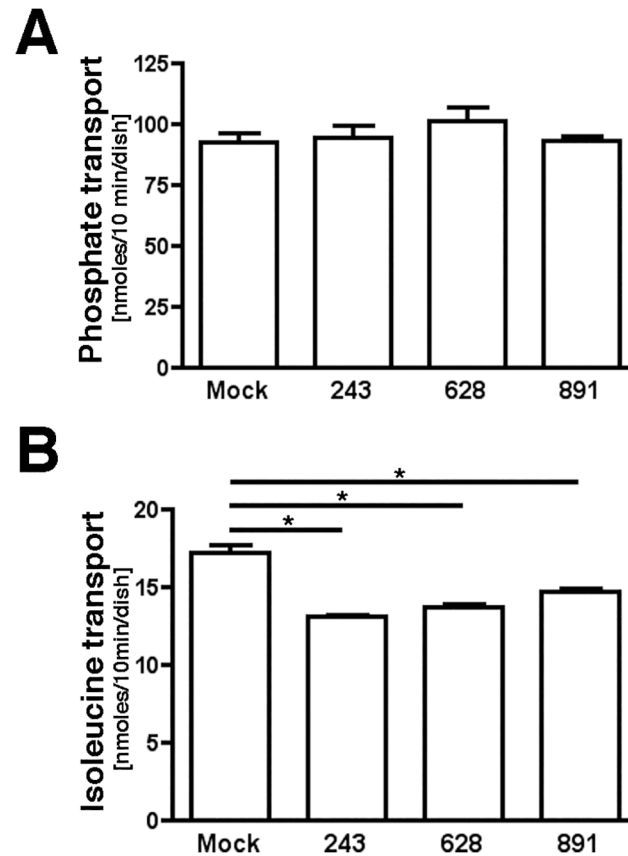 A
Phosphate transport
[nmoles/10 min/dish]
125
100
75
50
25
0
Mock 243 628 891
B
Isoleucine transport
[nmoles/10min/dish]
*
*
*
20
15
10
5
0
Mock 243 628 891